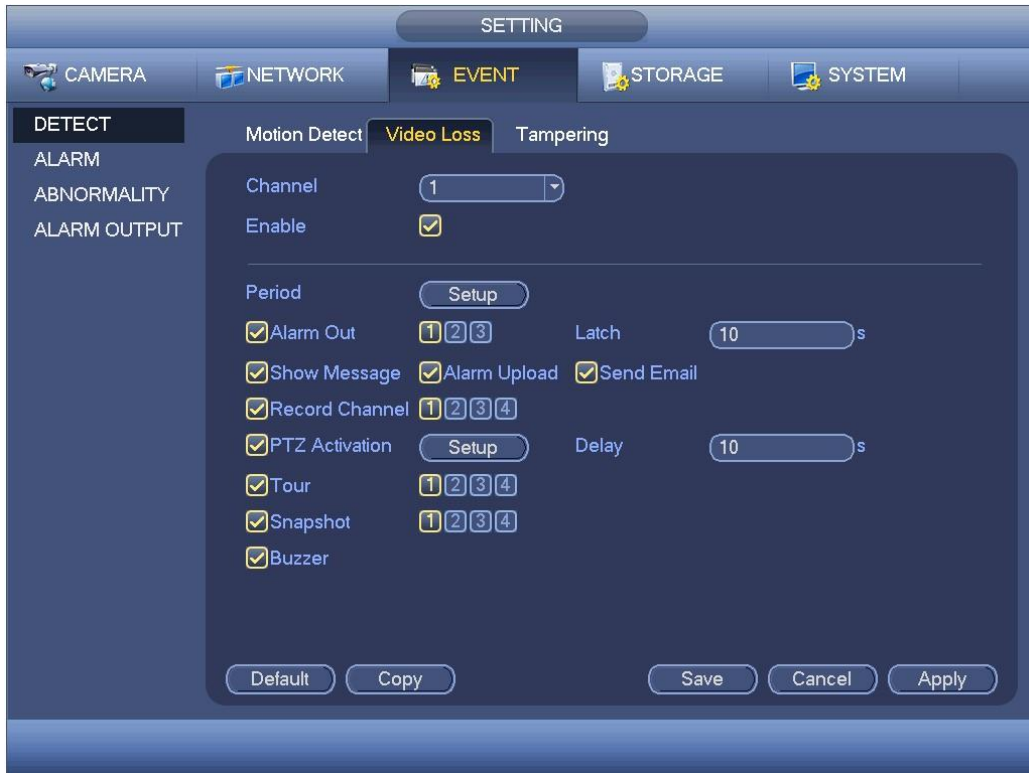 SETTING
CAMERA NETWORK EVENT STORAGE SYSTEM
DETECT
ALARM
ABNORMALITY
ALARM OUTPUT
Motion Detect Video Loss Tampering
Channel 1
Enable
Period Setup
Alarm Out 1 2 3 Latch 10 s
Show Message Alarm Upload Send Email
Record Channel 1 2 3 4
PTZ Activation Setup Delay 10 s
Tour 1 2 3 4
Snapshot 1 2 3 4
Buzzer
Default Copy Save Cancel Apply